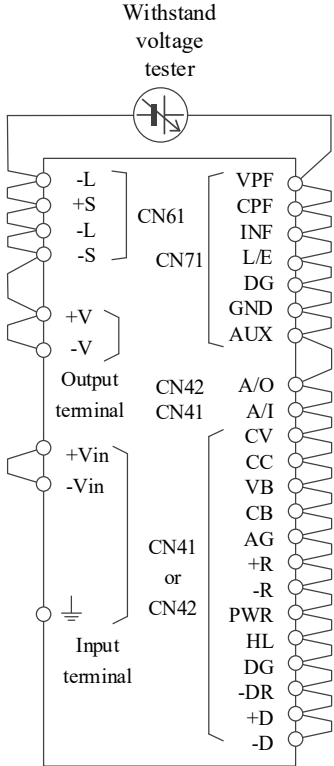 Withstand
voltage
tester
-L
+S
-L
-S
CN61
+V
-V
Output
terminal
+Vin
-Vin
Input
terminal
CN71
VPF
CPF
INF
L/E
DG
GND
AUX
CN42
A/O
CN41
A/I
CN41
or
CN42
CV
CC
VB
CB
AG
+R
-R
PWR
HL
DG
-DR
+D
-D